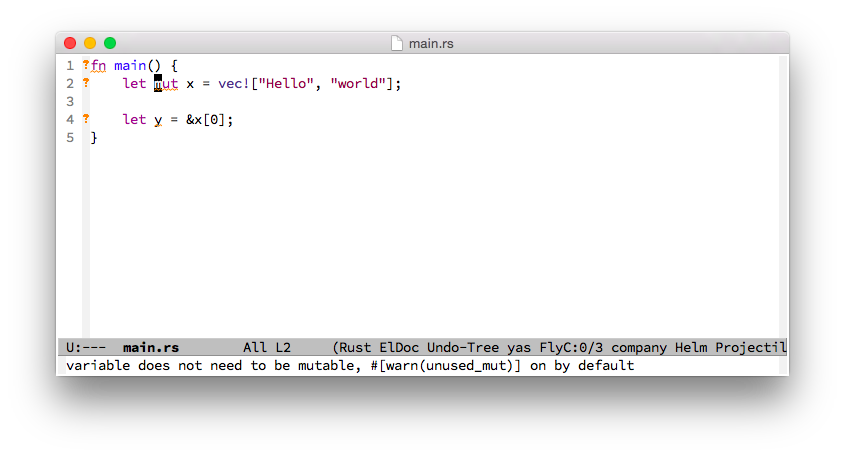 main.rs
1 ?fn main() {
2 ?    let mut x = vec!["Hello", "world"];
3
4 ?    let y = &x[0];
5  }
U:---  main.rs        All L2     (Rust ElDoc Undo-Tree yas FlyC:0/3 company Helm Projectil
variable does not need to be mutable, #[warn(unused_mut)] on by default